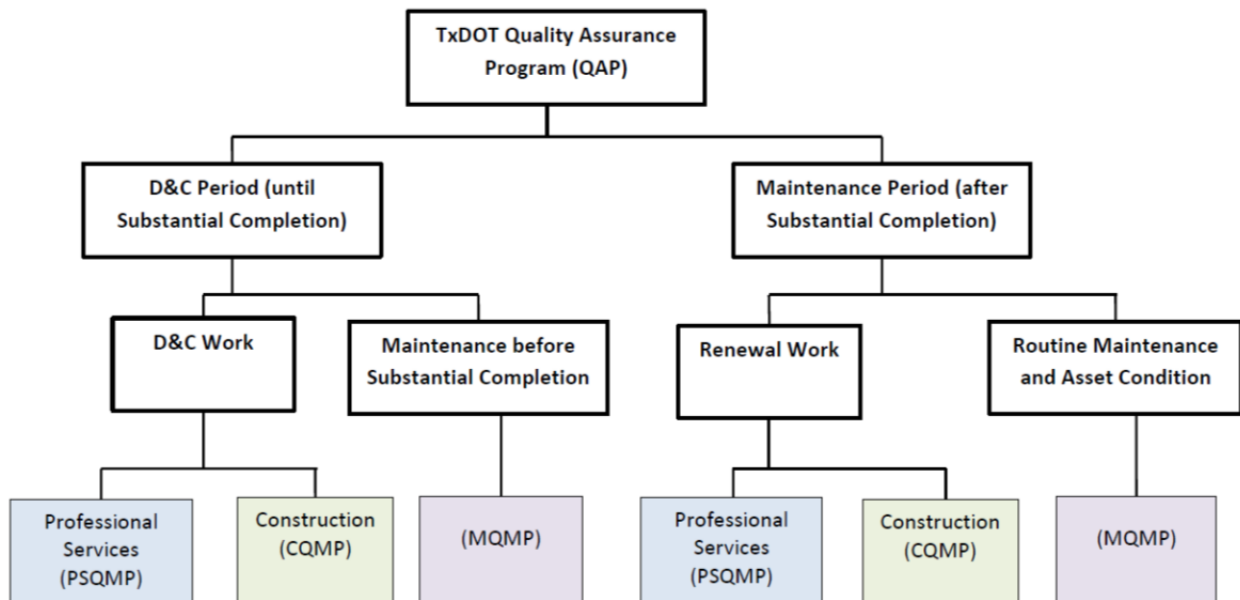 TxDOT Quality Assurance
Program (QAP)
D&C Period (until
Substantial Completion)
Maintenance Period (after
Substantial Completion)
D&C Work
Maintenance before
Substantial Completion
Renewal Work
Routine Maintenance
and Asset Condition
Professional
Services
(PSQMP)
Construction
(CQMP)
(MQMP)
Professional
Services
(PSQMP)
Construction
(CQMP)
(MQMP)